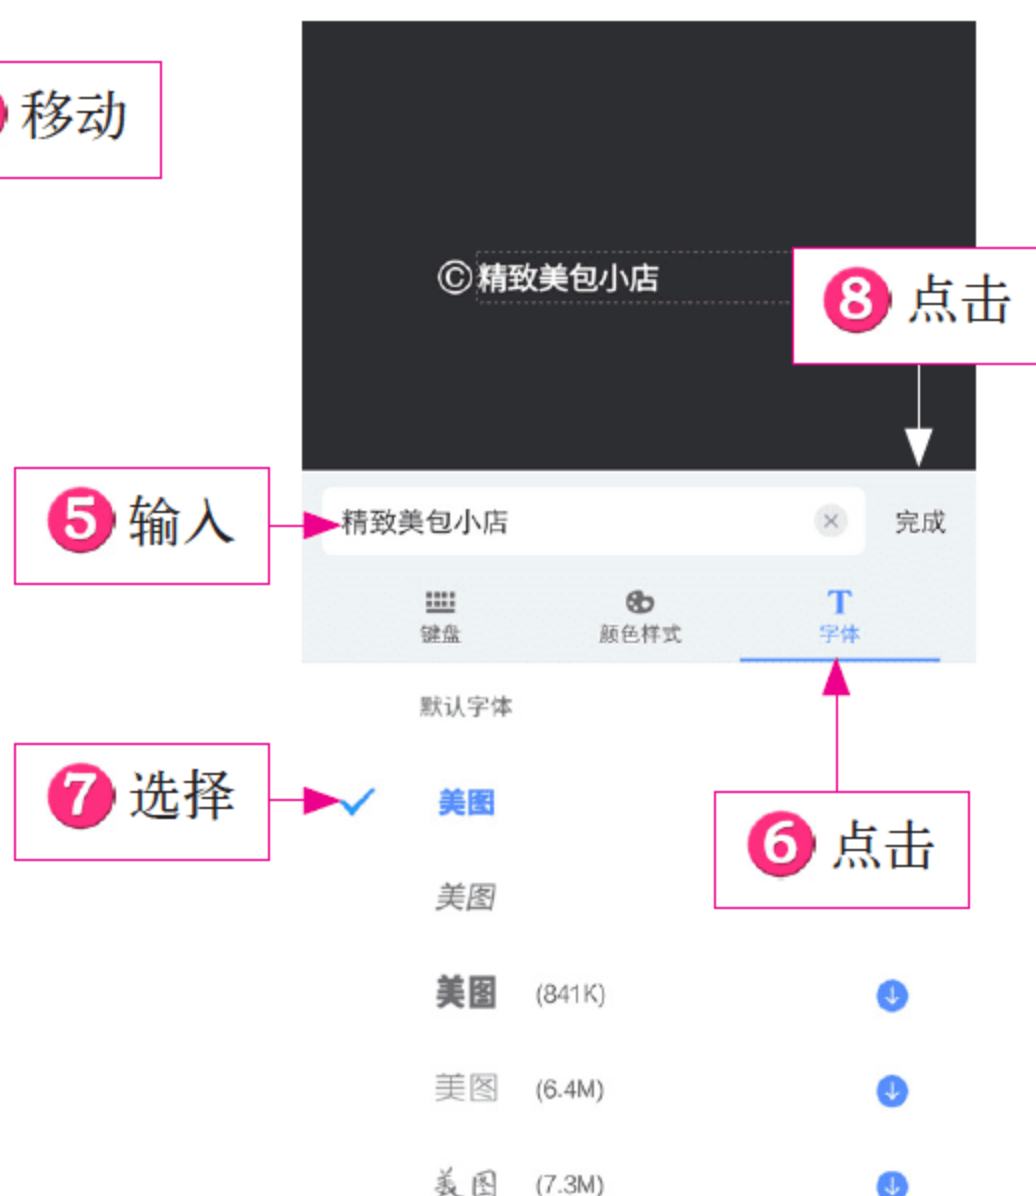 移动
©精致美包小店
8 点击
5 输入
精致美包小店
完成
键盘
颜色样式
T
字体
默认字体
7 选择
美图
6 点击
美图
美图 (841K)
美图 (6.4M)
美图 (7.3M)